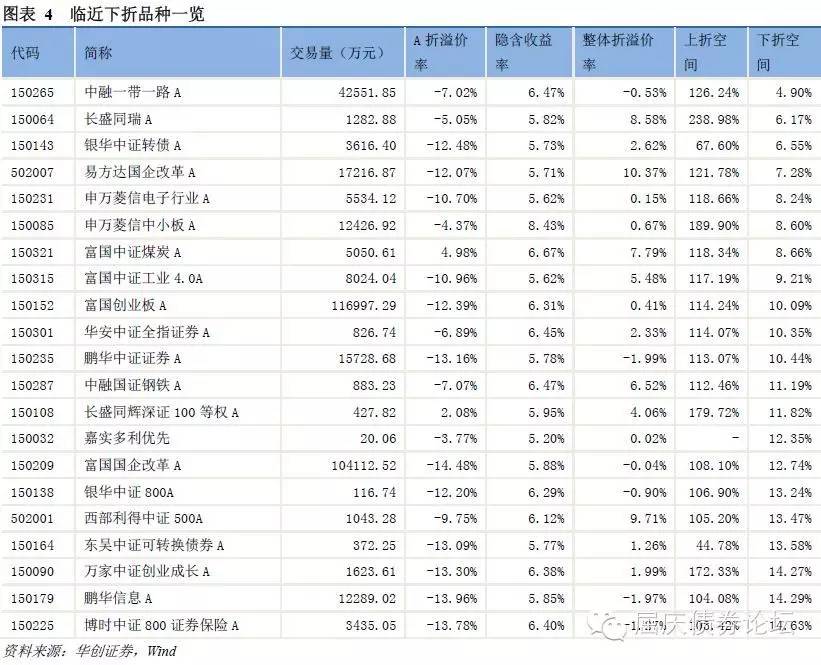 图表 4 临近下折品种一览
代码 简称 交易量（万元） A 折溢价率 隐含收益率 整体折溢价率 上折空间 下折空间
150265 中融一带一路 A 42551.85 -7.02% 6.47% -0.53% 126.24% 4.90%
150064 长盛同瑞 A 1282.88 -5.05% 5.82% 8.58% 238.98% 6.17%
150143 银华中证转债 A 3616.40 -12.48% 5.73% 2.62% 67.60% 6.55%
502007 易方达国企改革 A 17216.87 -12.07% 5.71% 10.37% 121.78% 7.28%
150231 申万菱信电子行业 A 5534.12 -10.70% 5.62% 0.15% 118.66% 8.24%
150085 申万菱信中小板 A 12426.92 -4.37% 8.43% 0.67% 189.90% 8.60%
150321 富国中证煤炭 A 5050.61 4.98% 6.67% 7.79% 118.34% 8.66%
150315 富国中证工业 4.0A 8024.04 -10.96% 5.62% 5.48% 117.19% 9.21%
150152 富国创业板 A 116997.29 -12.39% 6.31% 0.41% 114.24% 10.09%
150301 华安中证全指证券 A 826.74 -6.89% 6.45% 2.33% 114.07% 10.35%
150235 鹏华中证证券 A 15728.68 -13.16% 5.78% -1.99% 113.07% 10.44%
150287 中融国证钢铁 A 883.23 -7.07% 6.47% 6.52% 112.46% 11.19%
150108 长盛同辉深证 100 等权 A 427.82 2.08% 5.95% 4.06% 179.72% 11.82%
150032 嘉实多利优先 20.06 -3.77% 5.20% 0.02% - 12.35%
150209 富国国企改革 A 104112.52 -14.48% 5.88% -0.04% 108.10% 12.74%
150138 银华中证 800A 116.74 -12.20% 6.29% -0.90% 106.90% 13.24%
502001 西部利得中证 500A 1043.28 -9.75% 6.12% 9.71% 105.20% 13.47%
150164 东吴中证可转换债券 A 372.25 -13.09% 5.77% 1.26% 44.78% 13.58%
150090 万家中证创业成长 A 1623.61 -13.30% 6.38% 1.99% 172.33% 14.27%
150179 鹏华信息 A 12289.02 -13.96% 5.85% -1.97% 104.08% 14.29%
150225 博时中证 800 证券保险 A 3435.05 -13.78% 6.40% -1.47% 103.42% 14.63%
屈庆债券论坛
资料来源：华创证券，Wind